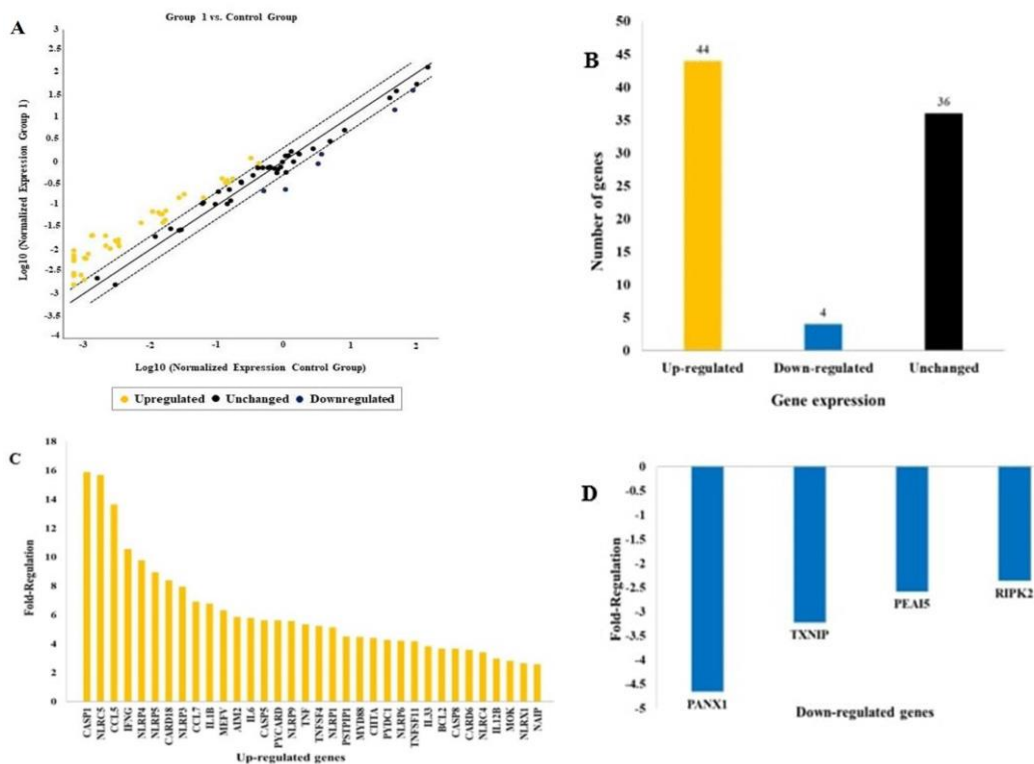 A
Group 1 vs. Control Group
Log10 (Normalized Expression Group 1)
3
2.5
2
1.5
1
0.5
0
-0.5
-1
-1.5
-2
-2.5
-3
-3.5
-4
-3
-2
-1
0
1
2
Log10 (Normalized Expression Control Group)
Upregulated Unchanged Downregulated
B
Number of genes
50
45
40
35
30
25
20
15
10
5
0
44
4
36
Up-regulated Down-regulated Unchanged
Gene expression
C
Fold-Regulation
18
16
14
12
10
8
6
4
2
0
CASP1
NLRC5
CCL5
IFNG
NLRP4
NLRP5
CARD18
NLRP3
CCL7
IL1B
MEFV
AIM2
IL6
CASP5
PYCARD
NLRP9
TNF
TNFSF4
NLRP1
PSTPIP1
MYD88
CIITA
PYDC1
NLRP6
TNFSF11
IL33
BCL2
CASP8
CARD6
NLRC4
IL12B
MOK
NLRX1
NAIP
Up-regulated genes
D
Fold-Regulation
0
-0.5
-1
-1.5
-2
-2.5
-3
-3.5
-4
-4.5
-5
PANX1
TXNIP
PEAI5
RIPK2
Down-regulated genes